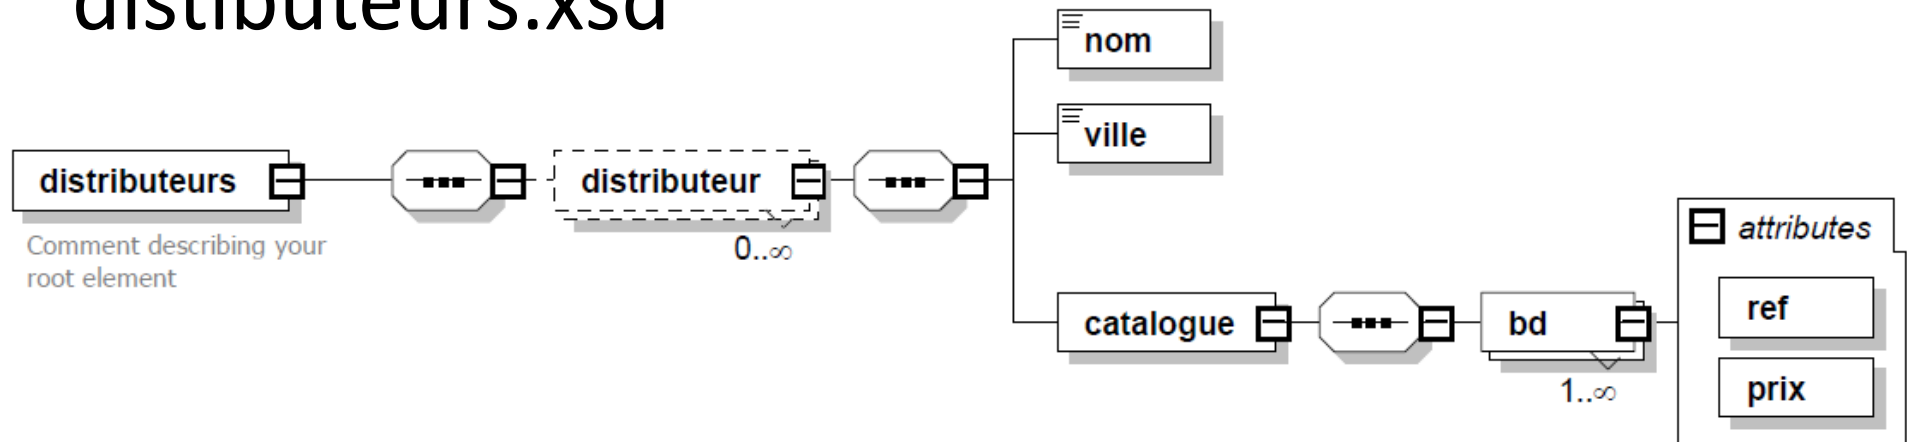 distibuteurs.xsd
nom
ville
distributeurs
distributeur
Comment describing your
root element
0..∞
attributes
catalogue
bd
ref
1..∞
prix